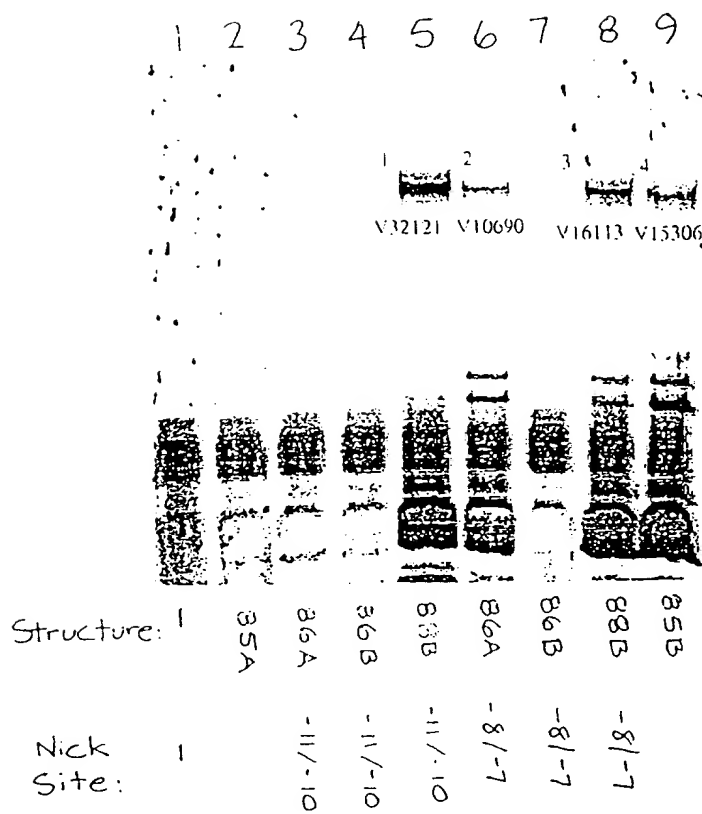 1 2 3 4 5 6 7 8 9
1 2 3 4
V32121 V10690 V16113 V15306
Structure: 1 85A 86A 86B 88B 86A 86B 88B 85B
Nick Site: 1 -11/-10 -11/-10 -11/-10 -8/-7 -8/-7 -8/-7